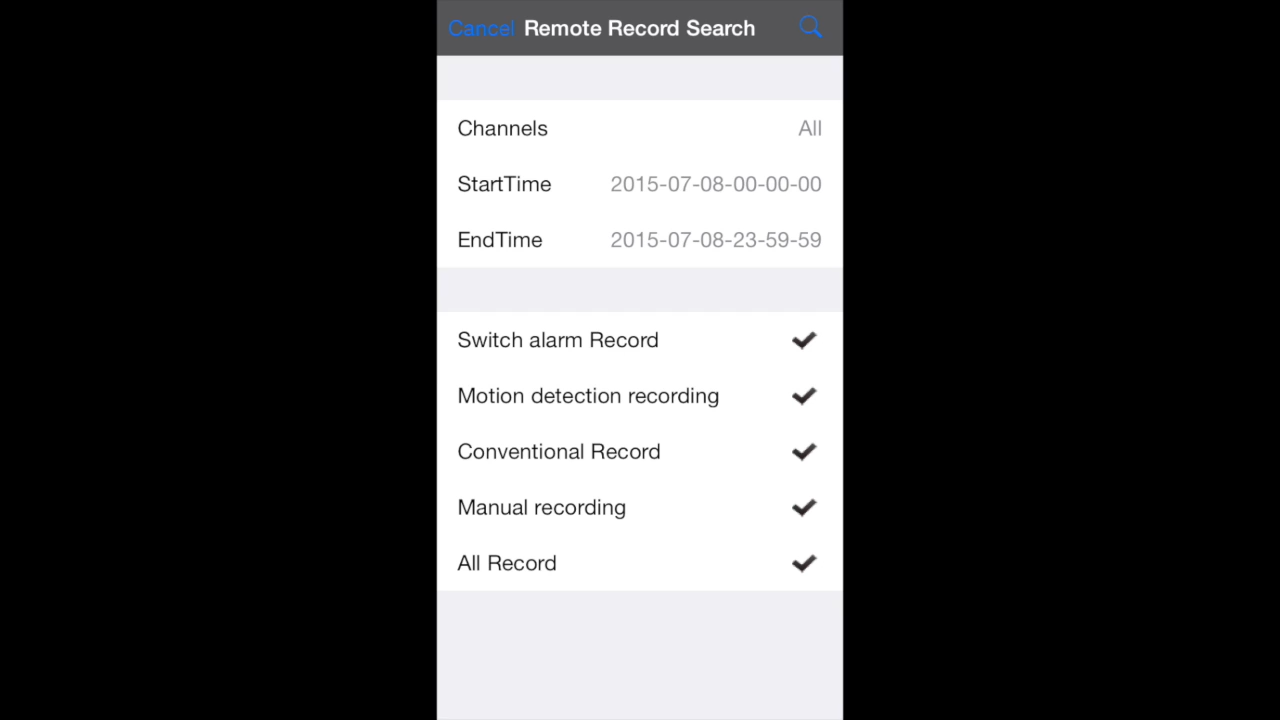 Cancel Remote Record Search
Channels All
StartTime 2015-07-08-00-00-00
EndTime 2015-07-08-23-59-59
Switch alarm Record
Motion detection recording
Conventional Record
Manual recording
All Record